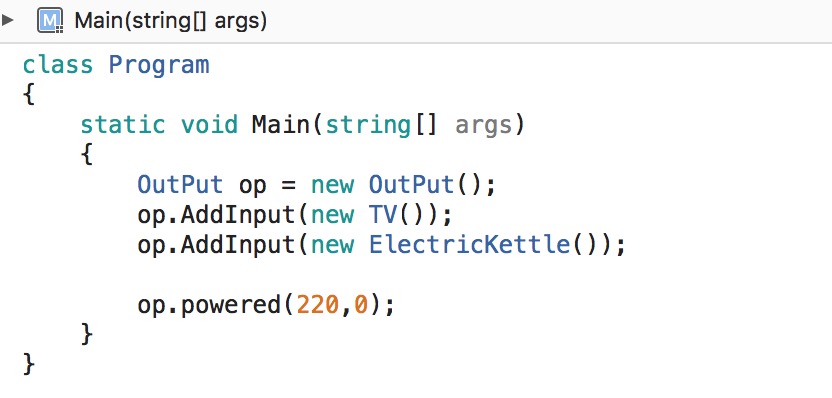 M Main(string[] args)
class Program
{
    static void Main(string[] args)
    {
        OutPut op = new OutPut();
        op.AddInput(new TV());
        op.AddInput(new ElectricKettle());

        op.powered(220,0);
    }
}